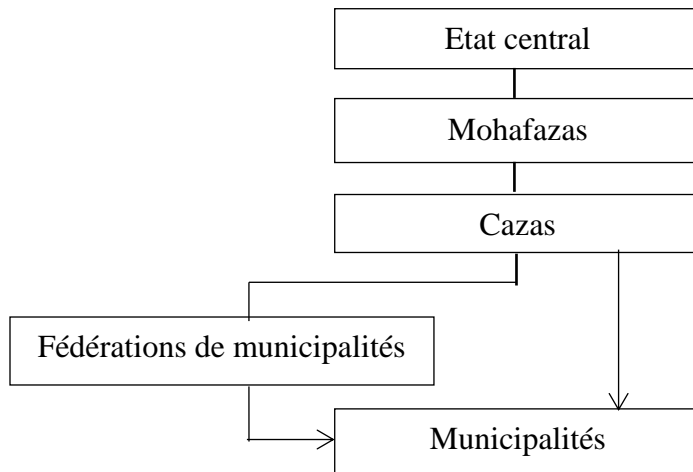 Etat central
Mohafazas
Cazas
Fédérations de municipalités
Municipalités